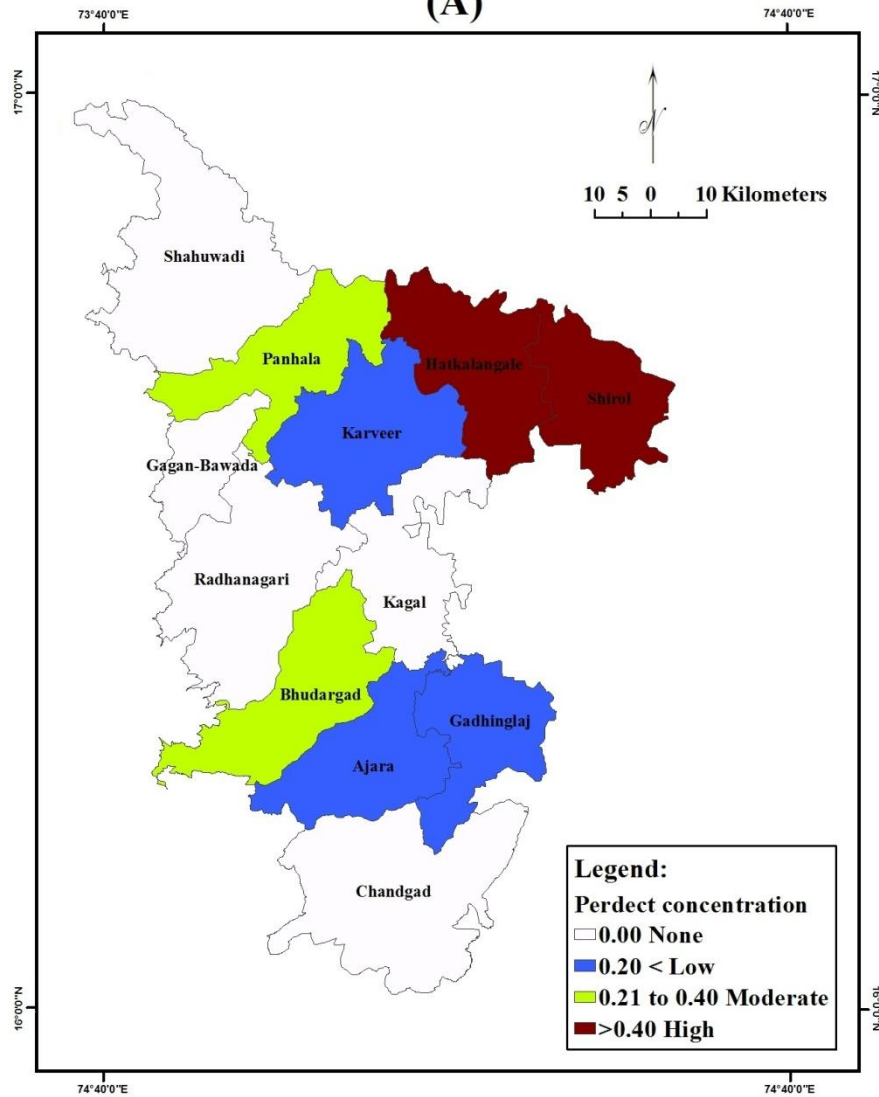 (A)
73°40'0"E
74°40'0"E
17°0'0"N
17°0'0"N
N
10 5 0 10 Kilometers
Shahuwadi
Panhala
Hatkalangale
Shirol
Karveer
Gagan-Bawada
Radhanagari
Kagal
Bhudargad
Gadhinglaj
Ajara
Chandgad
Legend:
Perdect concentration
0.00 None
0.20 < Low
0.21 to 0.40 Moderate
>0.40 High
16°0'0"N
16°0'0"N
74°40'0"E
74°40'0"E